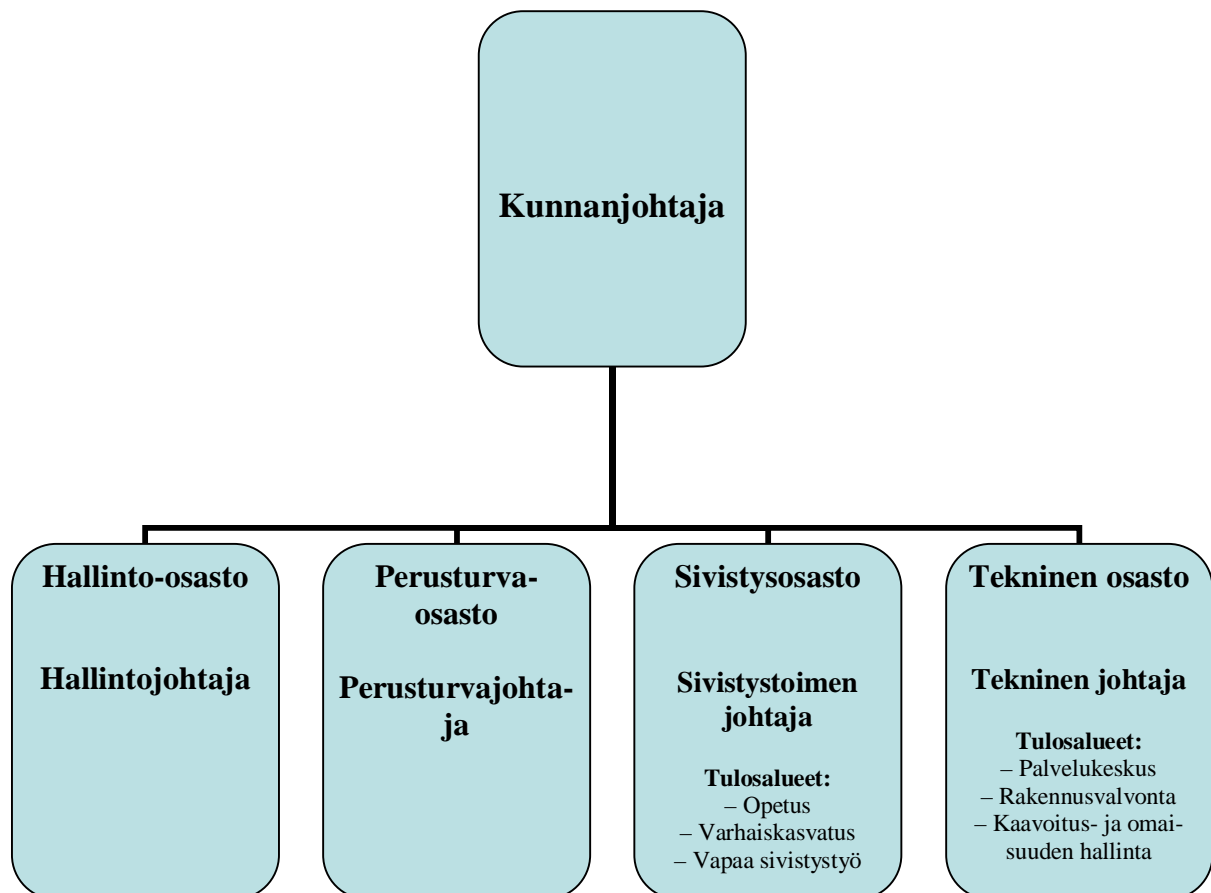 Kunnanjohtaja
Hallinto-osasto
Hallintojohtaja
Perusturva-
osasto
Perusturvajohta-
ja
Sivistysosasto
Sivistystoimen
johtaja
Tulosalueet:
– Opetus
– Varhaiskasvatus
– Vapaa sivistystyö
Tekninen osasto
Tekninen johtaja
Tulosalueet:
– Palvelukeskus
– Rakennusvalvonta
– Kaavoitus- ja omai-
suuden hallinta